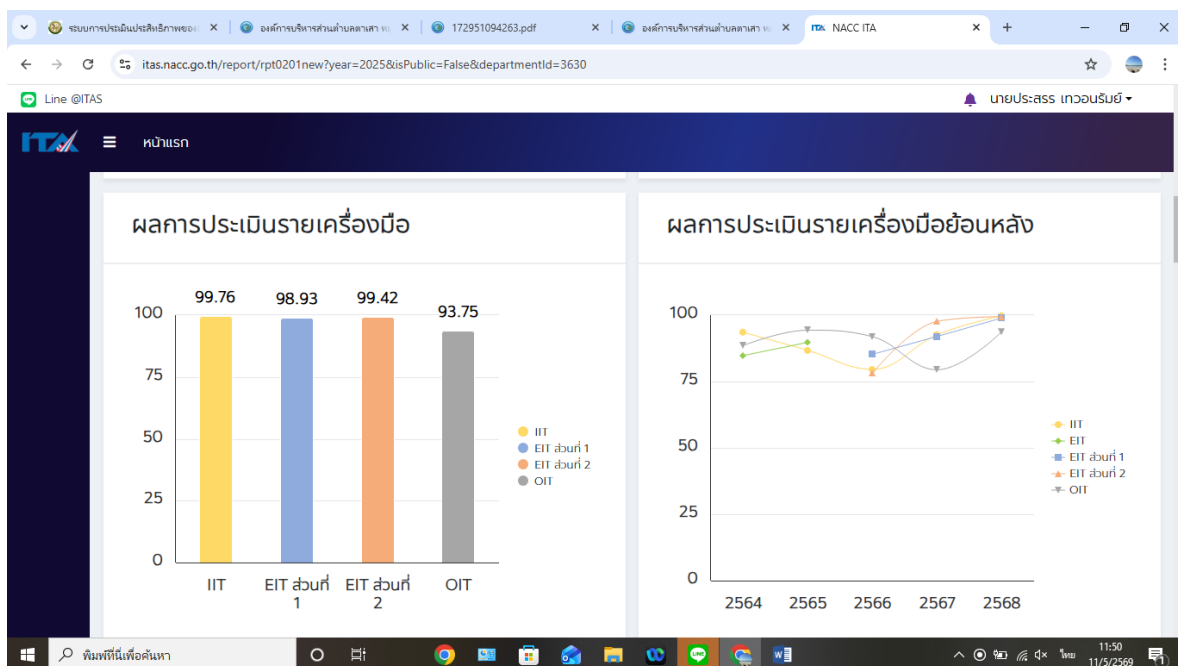 ระบบการประเมินประสิทธิภาพของ
องค์การบริหารส่วนตำบลตาเสา
172951094263.pdf
องค์การบริหารส่วนตำบลตาเสา
ITA NACC ITA
itas.nacc.go.th/report/rpt0201new?year=2025&isPublic=False&departmentId=3630
Line @ITAS
นายประสรร เทวอนรัมย์
ITA
หน้าแรก
ผลการประเมินรายเครื่องมือ
100
75
50
25
0
99.76
98.93
99.42
93.75
IIT
EIT ส่วนที่ 1
EIT ส่วนที่ 2
OIT
IIT
EIT ส่วนที่
1
EIT ส่วนที่
2
OIT
ผลการประเมินรายเครื่องมือย้อนหลัง
100
75
50
25
0
IIT
EIT
EIT ส่วนที่ 1
EIT ส่วนที่ 2
OIT
2564 2565 2566 2567 2568
พิมพ์ที่นี่เพื่อค้นหา
LINE
W
ไทย
11:50
11/5/2569